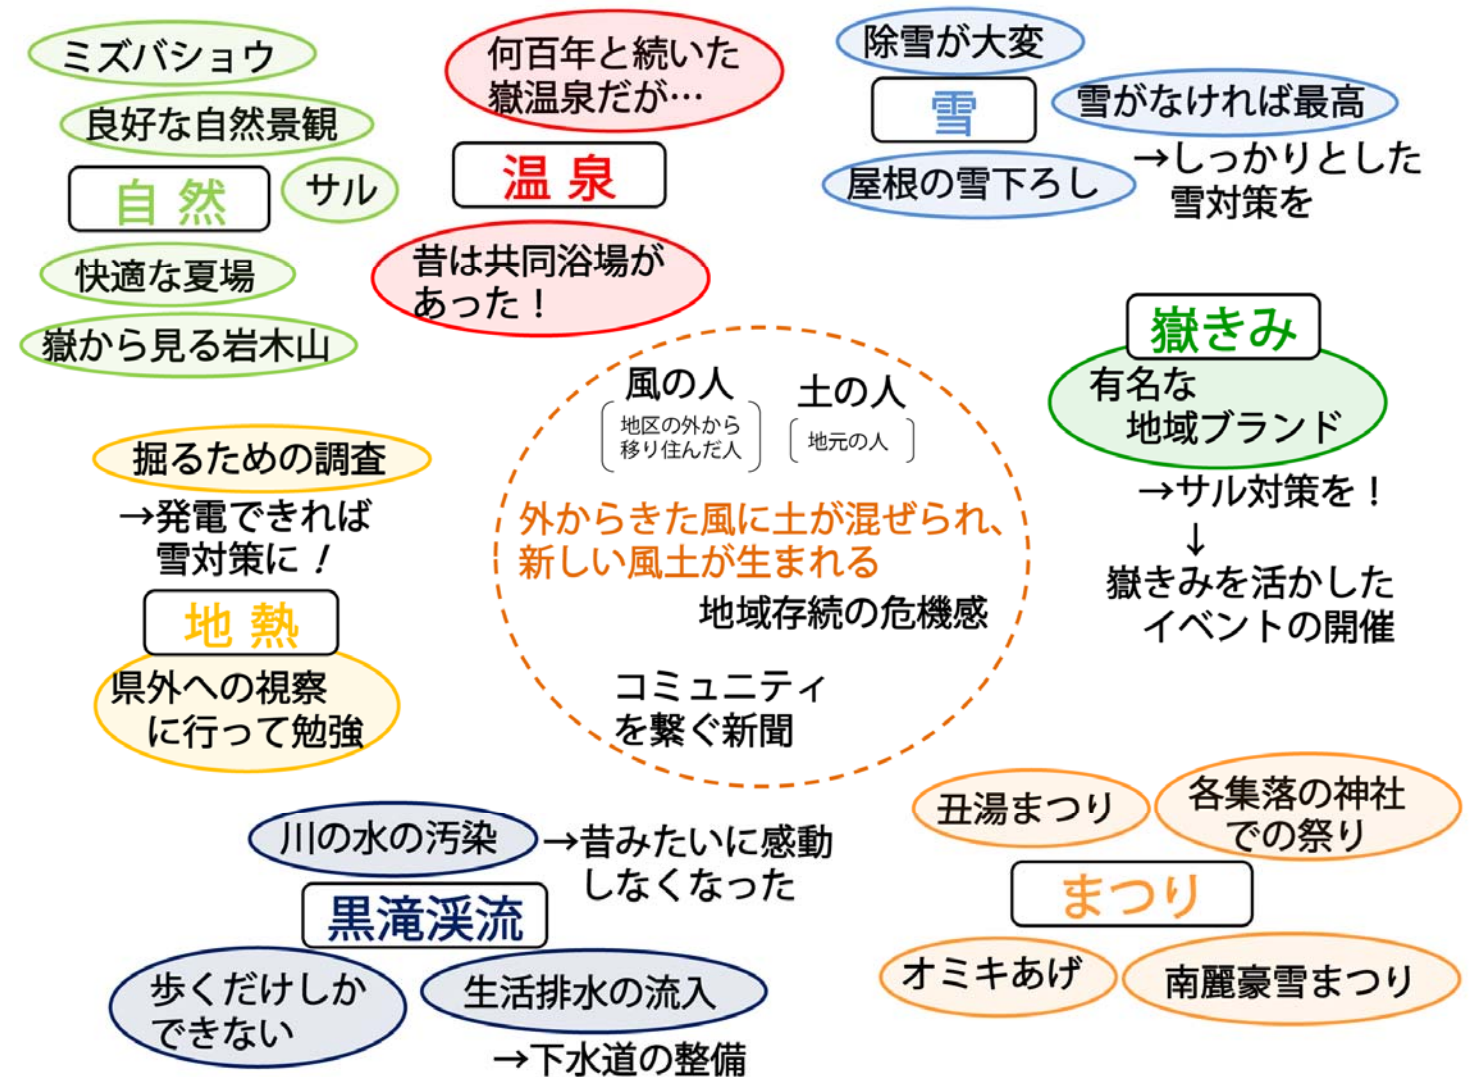 ミズバショウ
良好な自然景観
自然
サル
快適な夏場
嶽から見る岩木山
何百年と続いた
嶽温泉だが…
温泉
昔は共同浴場が
あった！
除雪が大変
雪
雪がなければ最高
→しっかりとした
雪対策を
屋根の雪下ろし
嶽きみ
有名な
地域ブランド
→サル対策を！
↓
嶽きみを活かした
イベントの開催
風の人
地区の外から
移り住んだ人
土の人
地元の人
外からきた風に土が混ぜられ、
新しい風土が生まれる
地域存続の危機感
コミュニティ
を繋ぐ新聞
掘るための調査
→発電できれば
雪対策に！
地熱
県外への視察
に行って勉強
川の水の汚染
→昔みたいに感動
しなくなった
黒滝渓流
歩くだけしか
できない
生活排水の流入
→下水道の整備
丑湯まつり
各集落の神社
での祭り
まつり
オミキあげ
南麗豪雪まつり